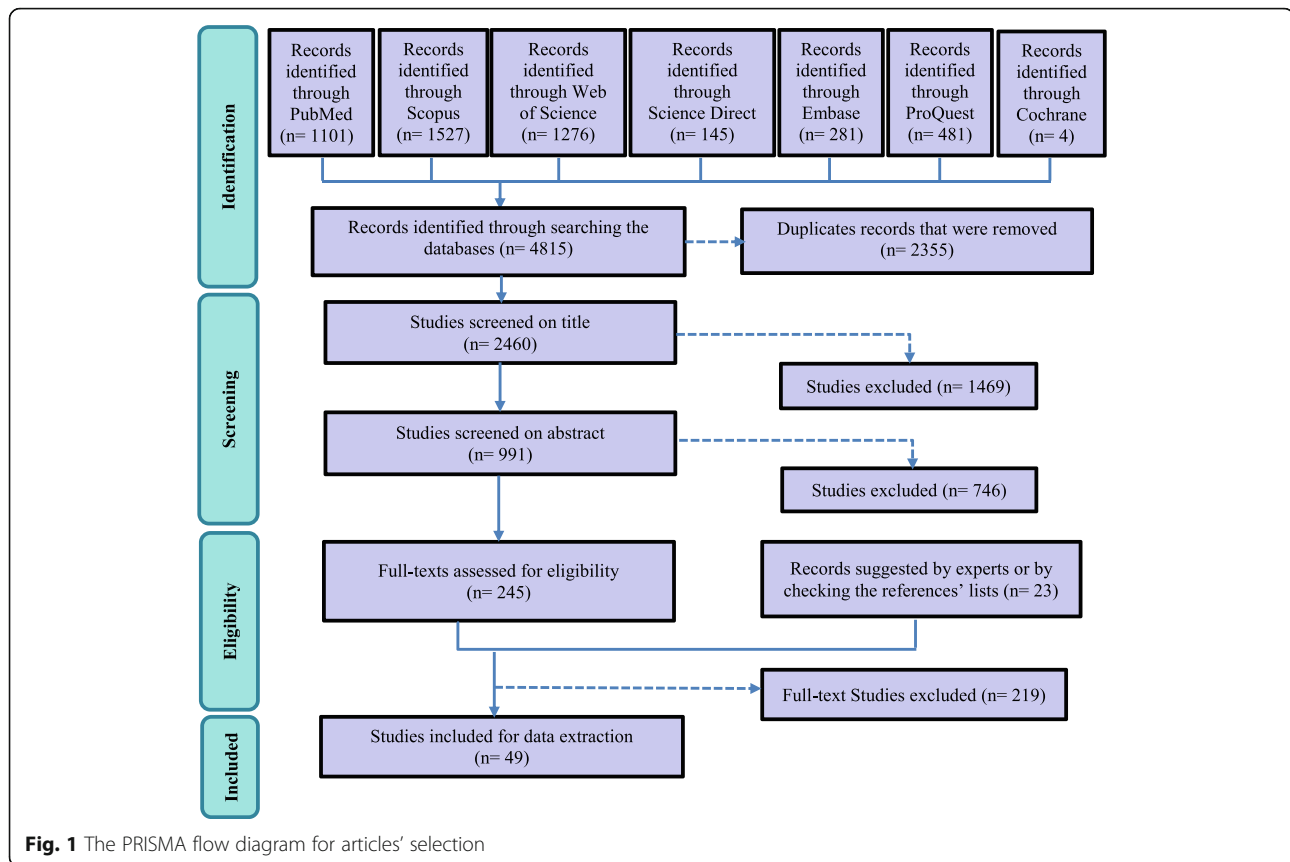 Identification
Records
identified
through
PubMed
(n= 1101)
Records
identified
through
Scopus
(n= 1527)
Records
identified
through Web
of Science
(n= 1276)
Records
identified
through
Science Direct
(n= 145)
Records
identified
through
Embase
(n= 281)
Records
identified
through
ProQuest
(n= 481)
Records
identified
through
Cochrane
(n= 4)
Records identified through searching the
databases (n= 4815)
Duplicates records that were removed
(n= 2355)
Screening
Studies screened on title
(n= 2460)
Studies excluded (n= 1469)
Studies screened on abstract
(n= 991)
Studies excluded (n= 746)
Eligibility
Full-texts assessed for eligibility
(n= 245)
Records suggested by experts or by
checking the references’ lists (n= 23)
Full-text Studies excluded (n= 219)
Included
Studies included for data extraction
(n= 49)
Fig. 1 The PRISMA flow diagram for articles’ selection